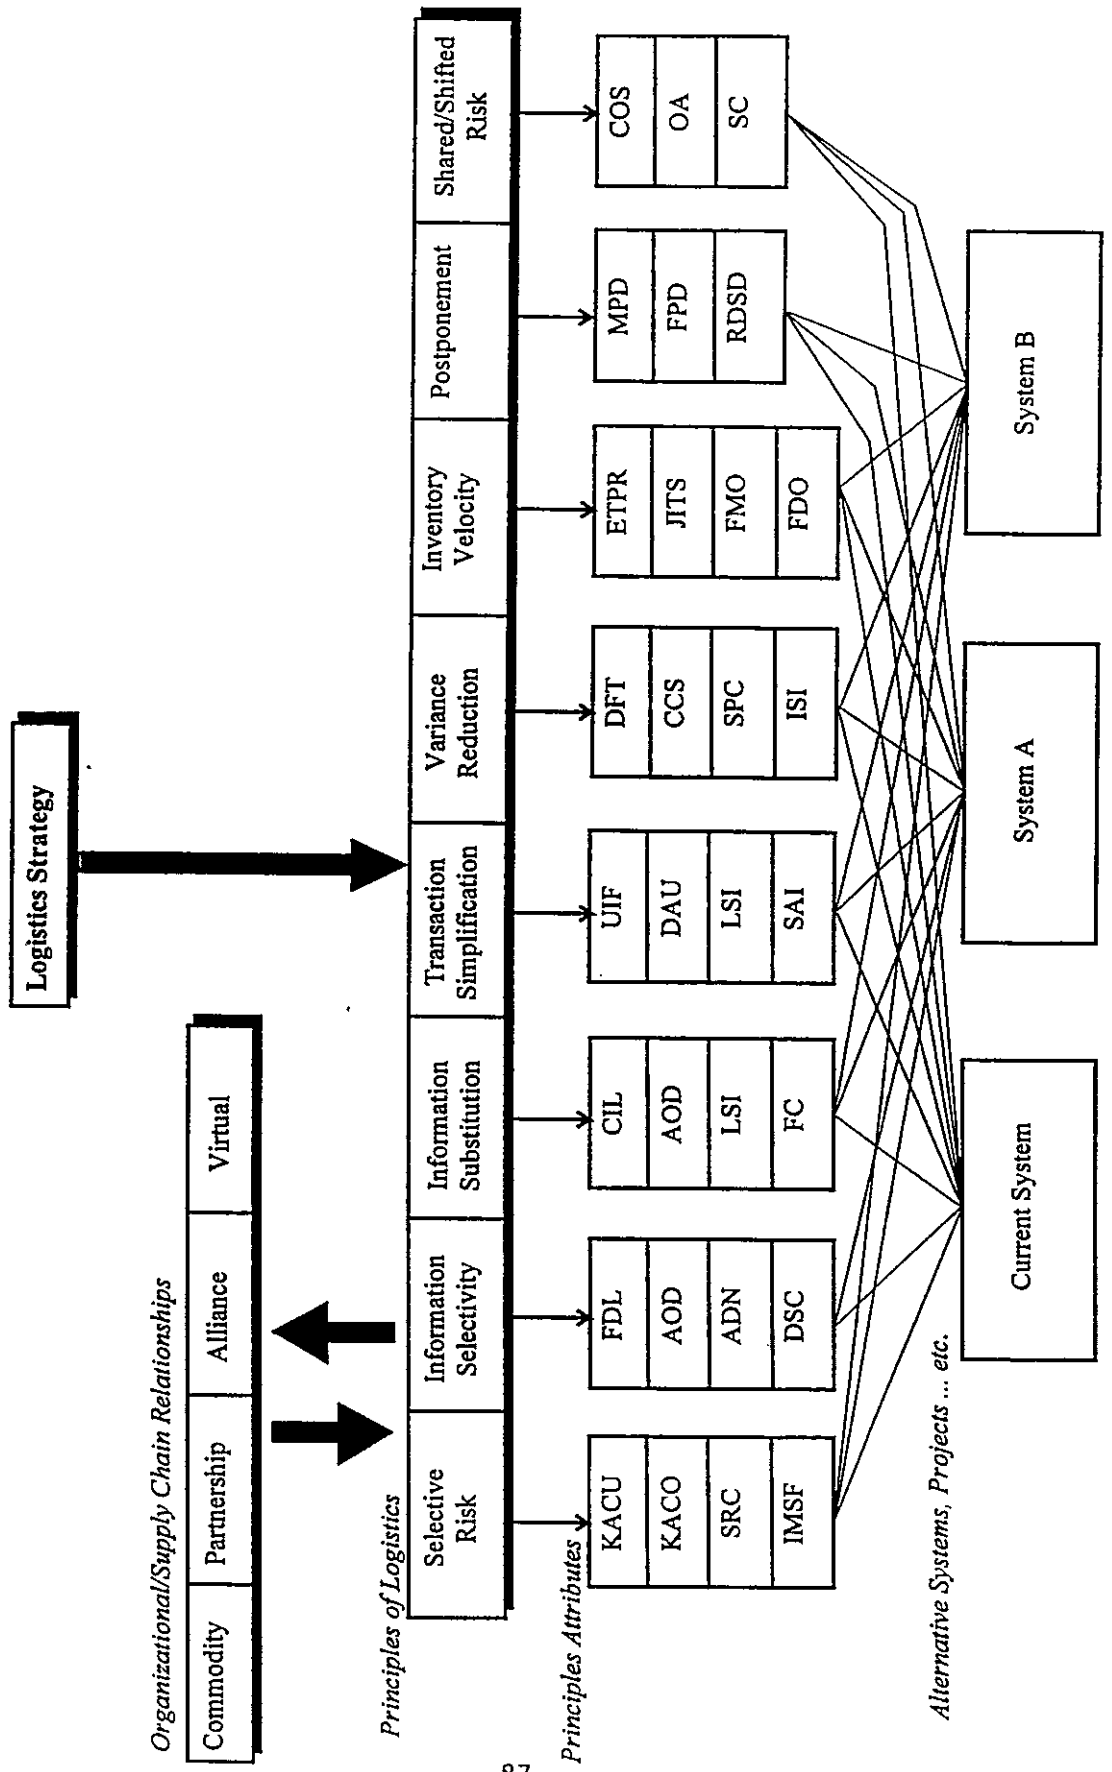 Logistics Strategy
Organizational/Supply Chain Relationships
Commodity
Partnership
Alliance
Virtual
Principles of Logistics
Selective
Risk
Information
Selectivity
Information
Substitution
Transaction
Simplification
Variance
Reduction
Inventory
Velocity
Postponement
Shared/Shifted
Risk
Principles Attributes
KACU
KACO
SRC
IMSF
FDL
AOD
ADN
DSC
CIL
AOD
LSI
FC
UIF
DAU
LSI
SAI
DFT
CCS
SPC
ISI
ETPR
JITS
FMO
FDO
MPD
FPD
RDSD
COS
OA
SC
Alternative Systems, Projects ... etc.
Current System
System A
System B